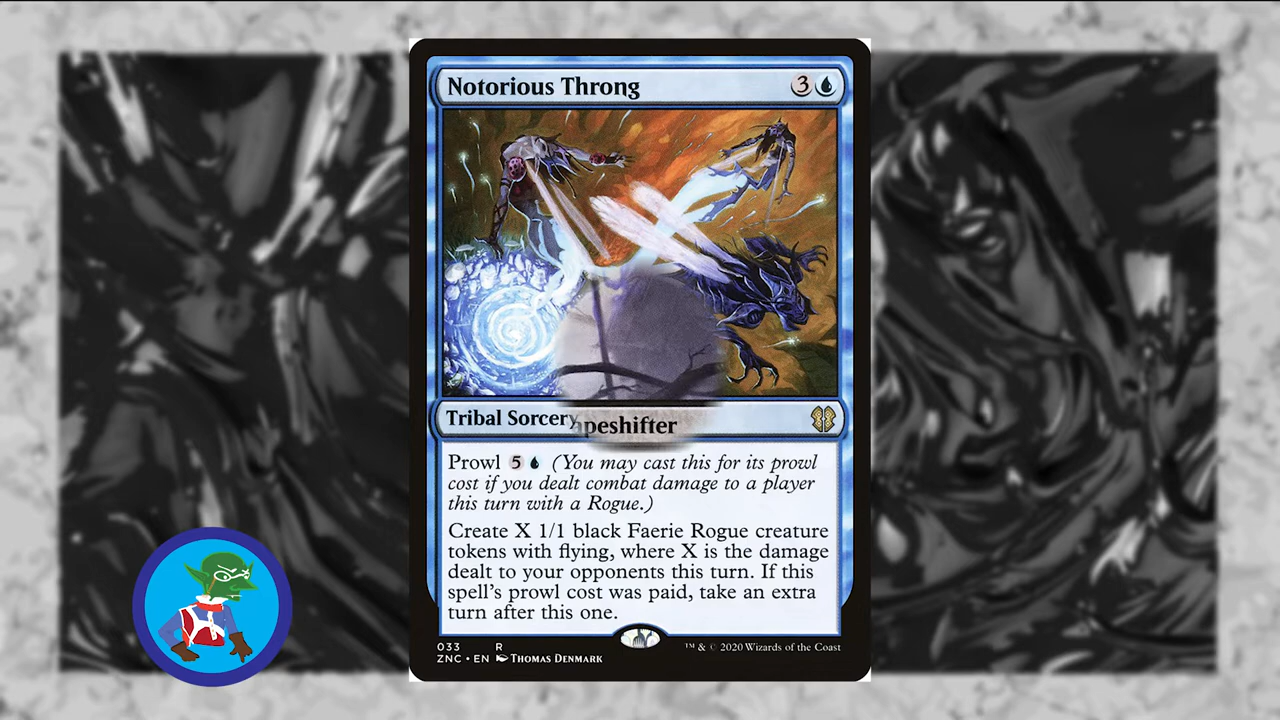 Notorious Throng 3
Tribal Sorcery peshifter
Prowl 5 (You may cast this for its prowl
cost if you dealt combat damage to a player
this turn with a Rogue.)
Create X 1/1 black Faerie Rogue creature
tokens with flying, where X is the damage
dealt to your opponents this turn. If this
spell's prowl cost was paid, take an extra
turn after this one.
033 R
ZNC • EN Thomas Denmark
™ & © 2020 Wizards of the Coast